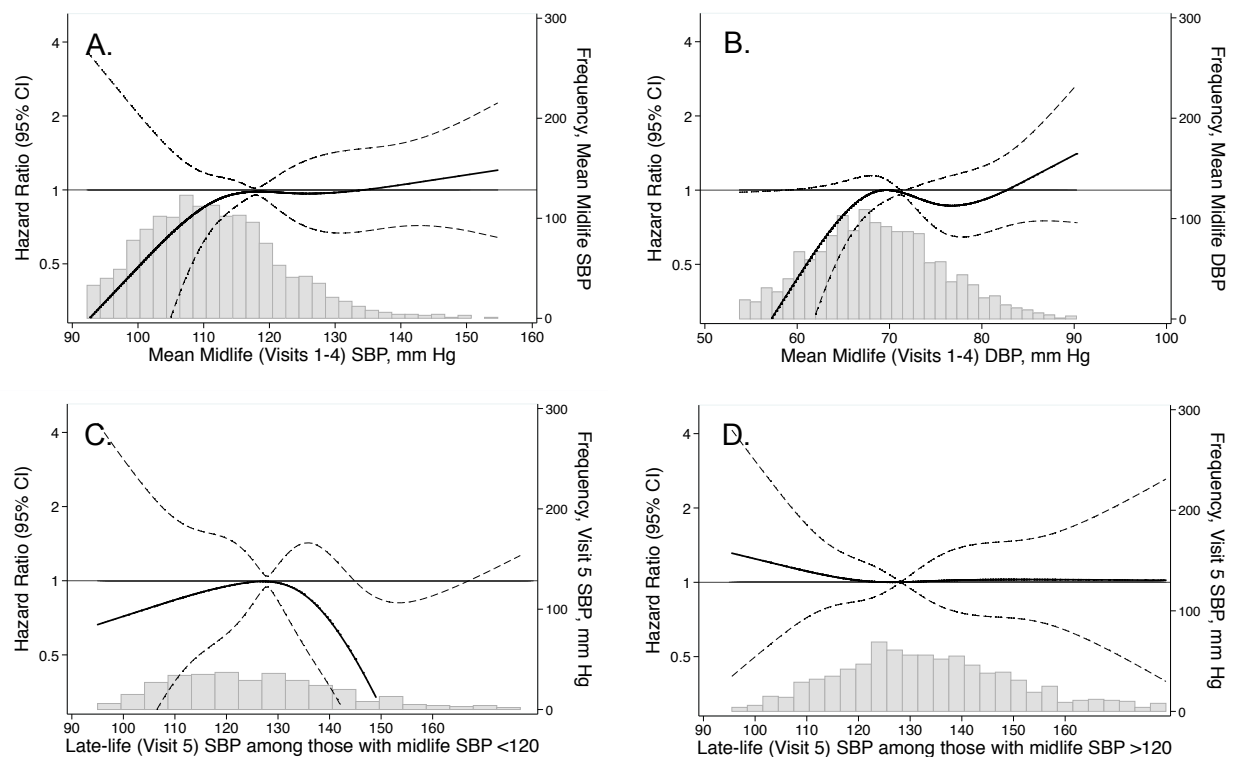 A.
Hazard Ratio (95% CI)
4
2
1
0.5
300
200
100
0
Frequency, Mean Midlife SBP
90 100 110 120 130 140 150 160
Mean Midlife (Visits 1-4) SBP, mm Hg
B.
Hazard Ratio (95% CI)
4
2
1
0.5
300
200
100
0
Frequency, Mean Midlife DBP
50 60 70 80 90 100
Mean Midlife (Visits 1-4) DBP, mm Hg
C.
Hazard Ratio (95% CI)
4
2
1
0.5
300
200
100
0
Frequency, Visit 5 SBP, mm Hg
90 100 110 120 130 140 150 160
Late-life (Visit 5) SBP among those with midlife SBP <120
D.
Hazard Ratio (95% CI)
4
2
1
0.5
300
200
100
0
Frequency, Visit 5 SBP, mm Hg
90 100 110 120 130 140 150 160
Late-life (Visit 5) SBP among those with midlife SBP >120